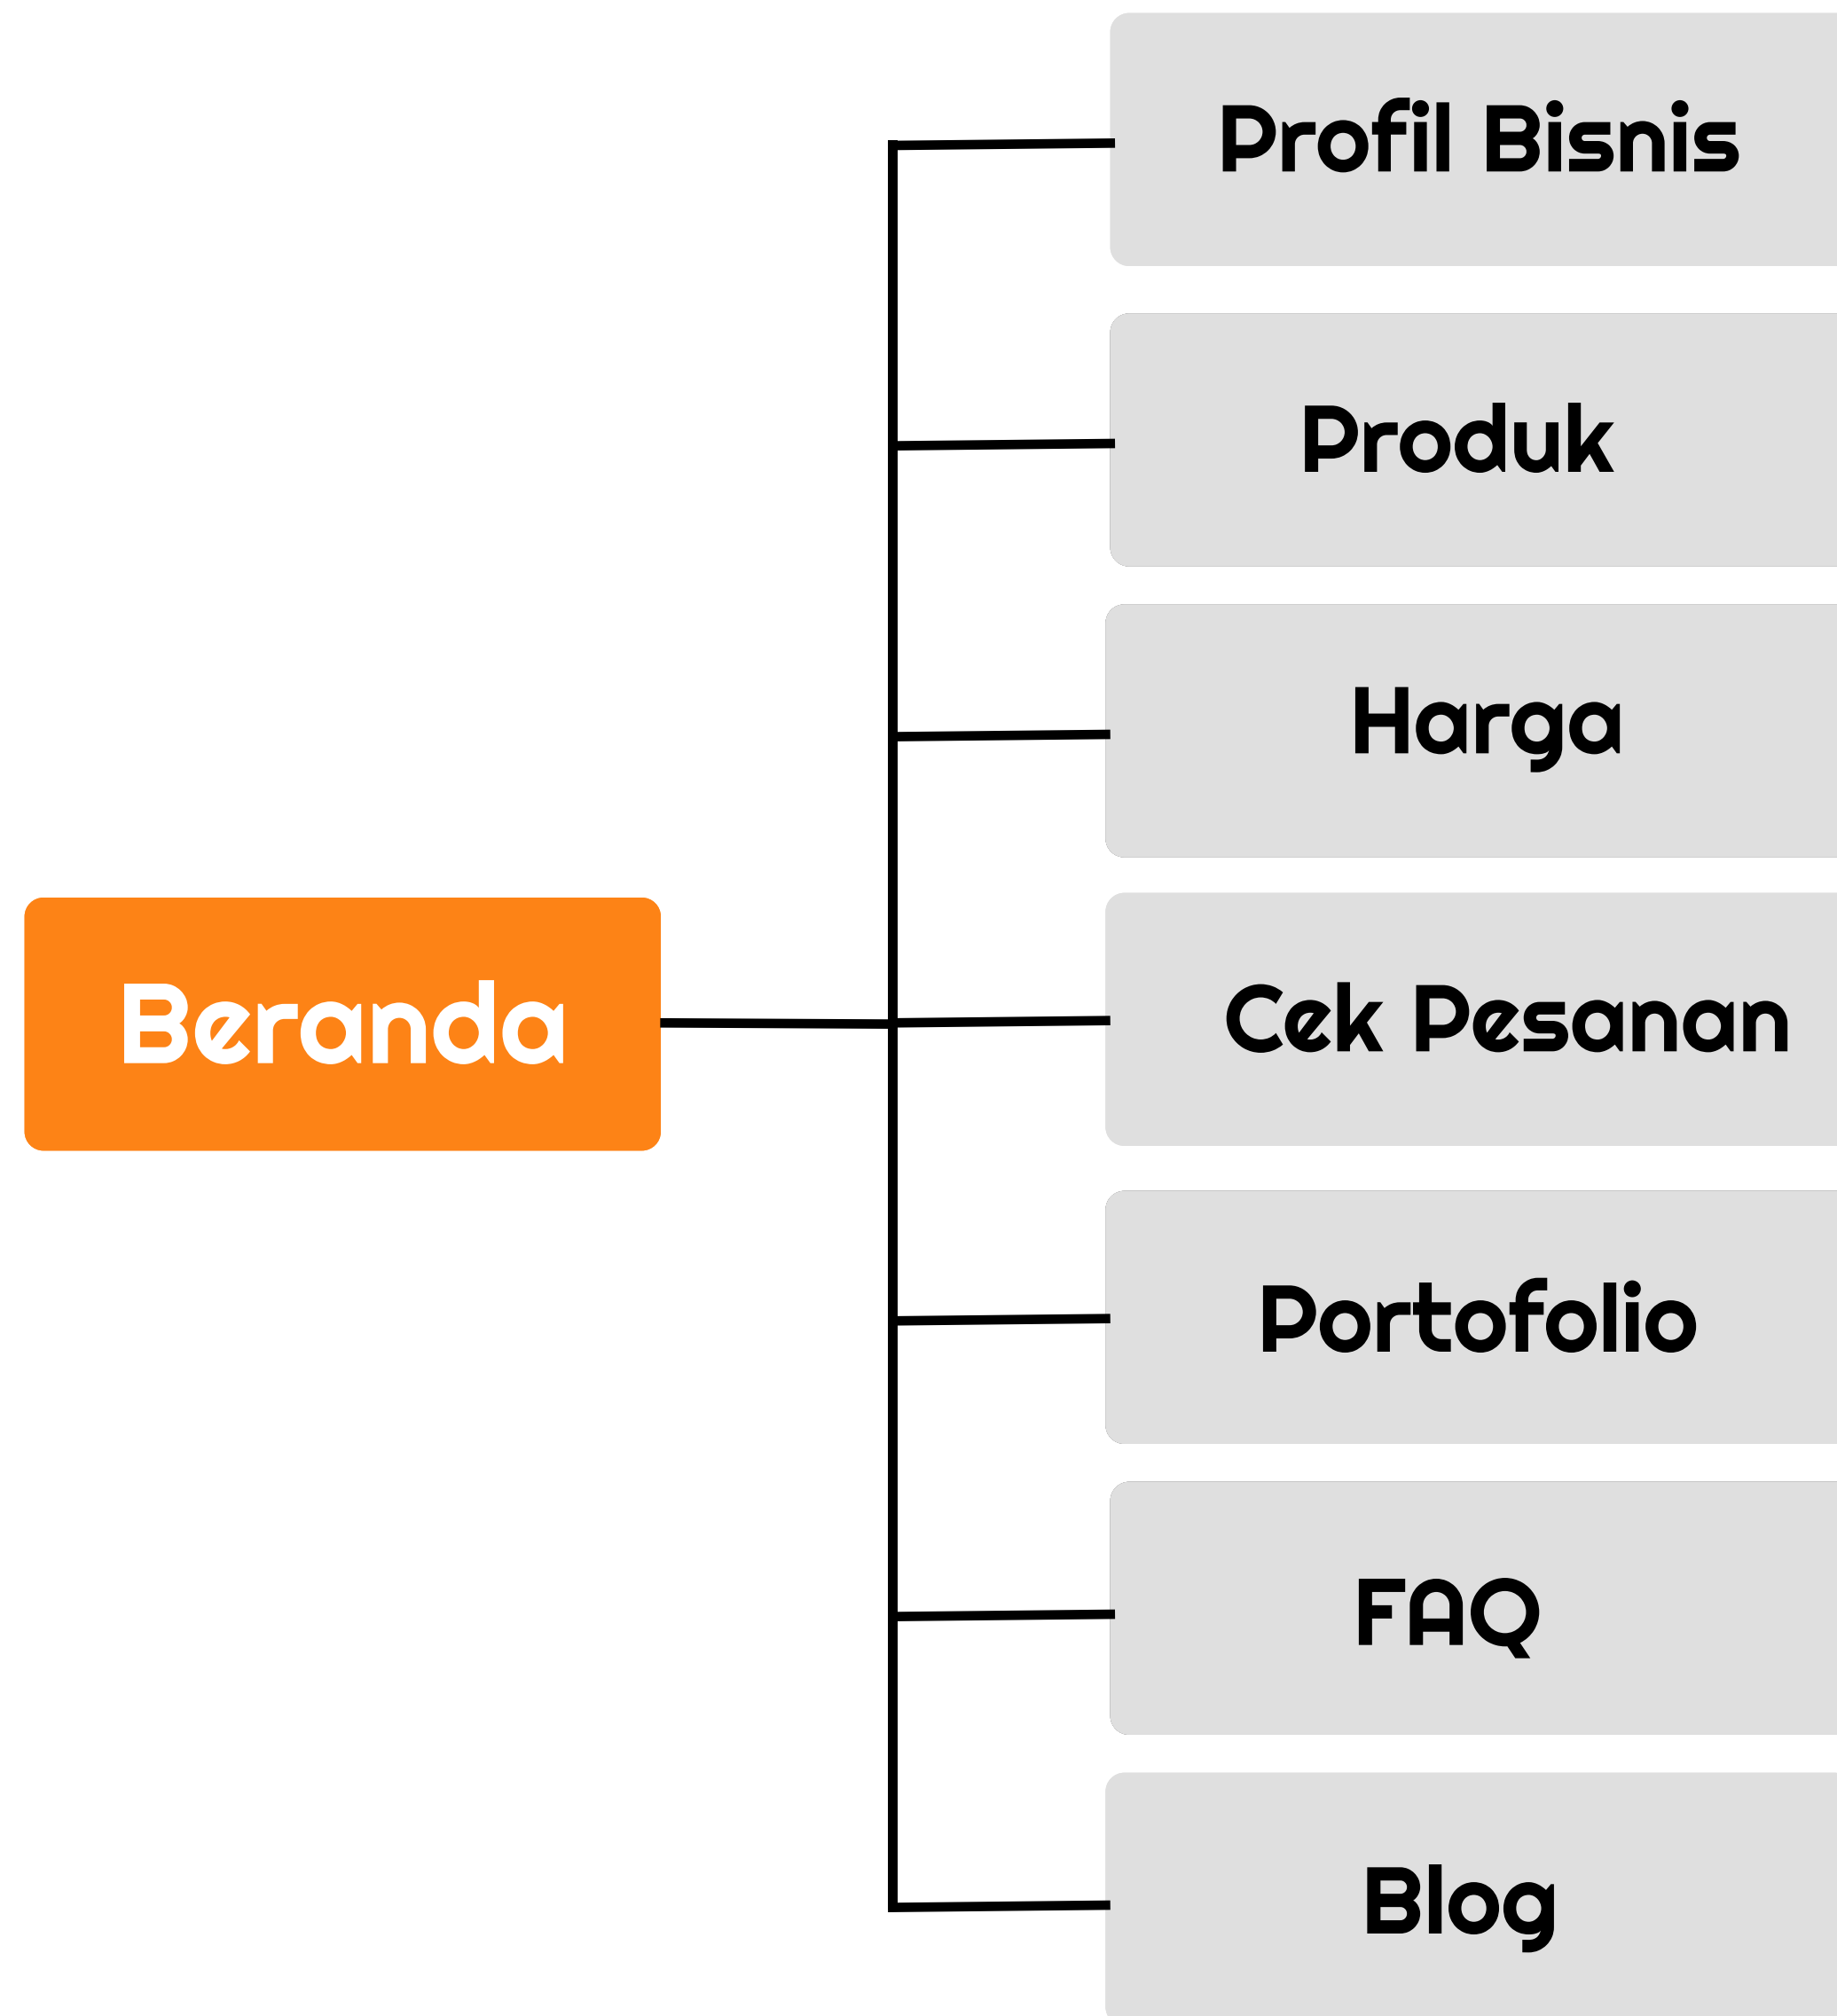 Profil Bisnis
Produk
Harga
Beranda
Cek Pesanan
Portofolio
FAQ
Blog